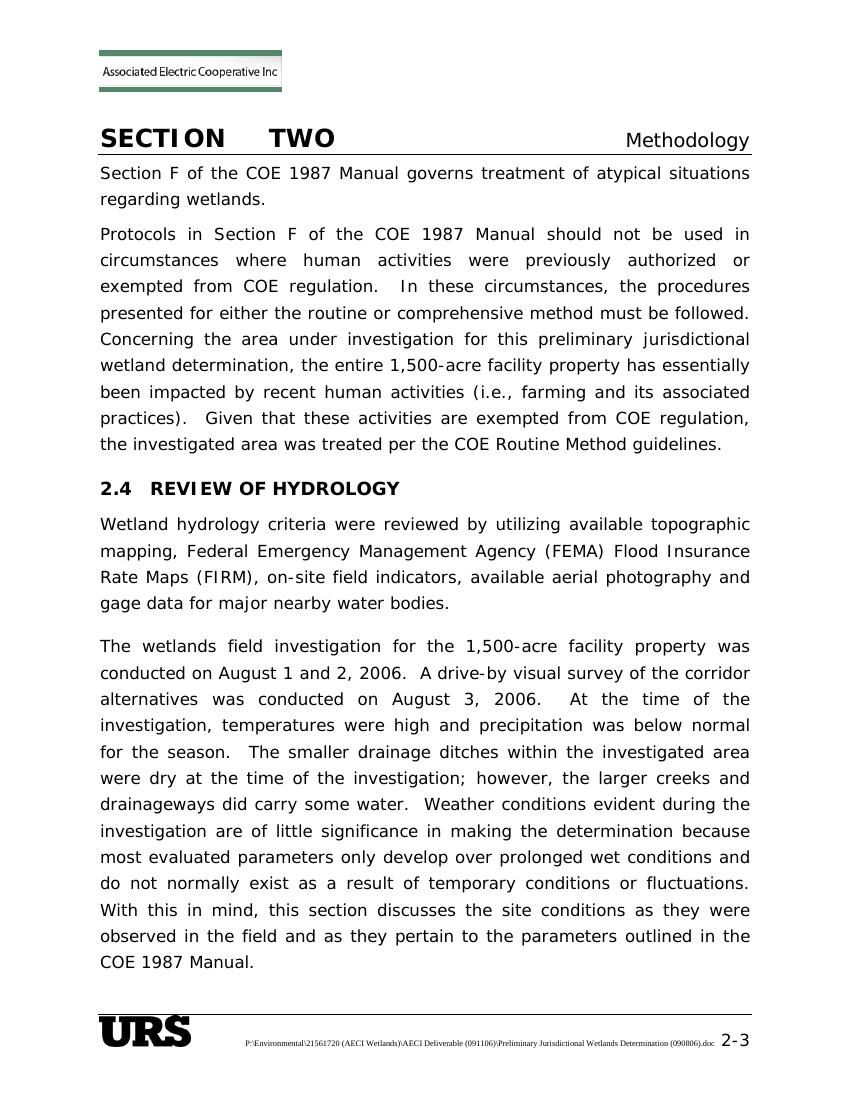 Associated Electric Cooperative Inc
SECTION TWO Methodology
Section F of the COE 1987 Manual governs treatment of atypical situations
regarding wetlands.
Protocols in Section F of the COE 1987 Manual should not be used in
circumstances where human activities were previously authorized or
exempted from COE regulation. In these circumstances, the procedures
presented for either the routine or comprehensive method must be followed.
Concerning the area under investigation for this preliminary jurisdictional
wetland determination, the entire 1,500-acre facility property has essentially
been impacted by recent human activities (i.e., farming and its associated
practices). Given that these activities are exempted from COE regulation,
the investigated area was treated per the COE Routine Method guidelines.
2.4 REVIEW OF HYDROLOGY
Wetland hydrology criteria were reviewed by utilizing available topographic
mapping, Federal Emergency Management Agency (FEMA) Flood Insurance
Rate Maps (FIRM), on-site field indicators, available aerial photography and
gage data for major nearby water bodies.
The wetlands field investigation for the 1,500-acre facility property was
conducted on August 1 and 2, 2006. A drive-by visual survey of the corridor
alternatives was conducted on August 3, 2006. At the time of the
investigation, temperatures were high and precipitation was below normal
for the season. The smaller drainage ditches within the investigated area
were dry at the time of the investigation; however, the larger creeks and
drainageways did carry some water. Weather conditions evident during the
investigation are of little significance in making the determination because
most evaluated parameters only develop over prolonged wet conditions and
do not normally exist as a result of temporary conditions or fluctuations.
With this in mind, this section discusses the site conditions as they were
observed in the field and as they pertain to the parameters outlined in the
COE 1987 Manual.
URS P:\Environmental\21561720 (AECI Wetlands)\AECI Deliverable (091106)\Preliminary Jurisdictional Wetlands Determination (090806).doc 2-3